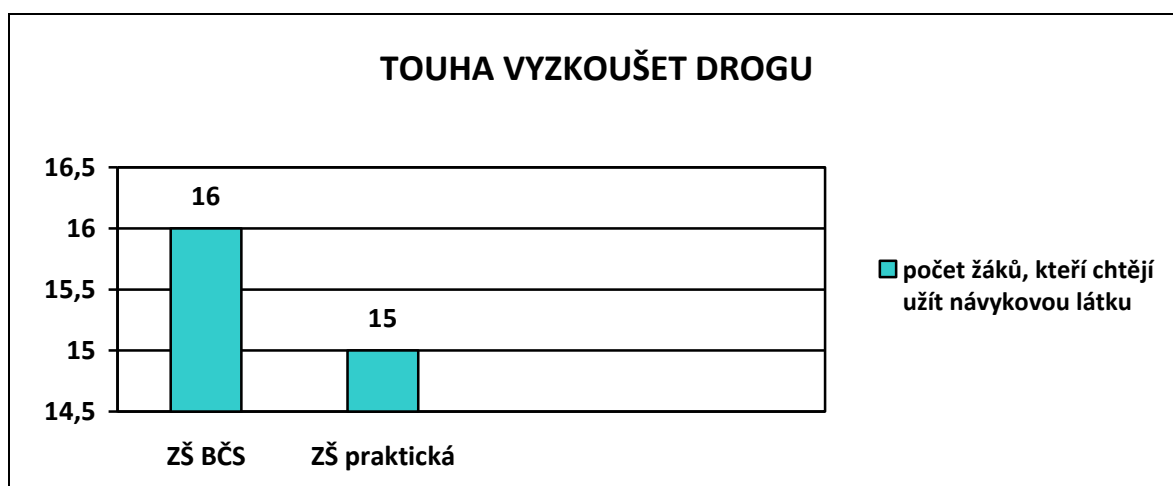 TOUHA VYZKOUŠET DROGU
16,5
16
15,5
15
14,5
16
15
ZŠ BČS
ZŠ praktická
počet žáků, kteří chtějí
užít návykovou látku